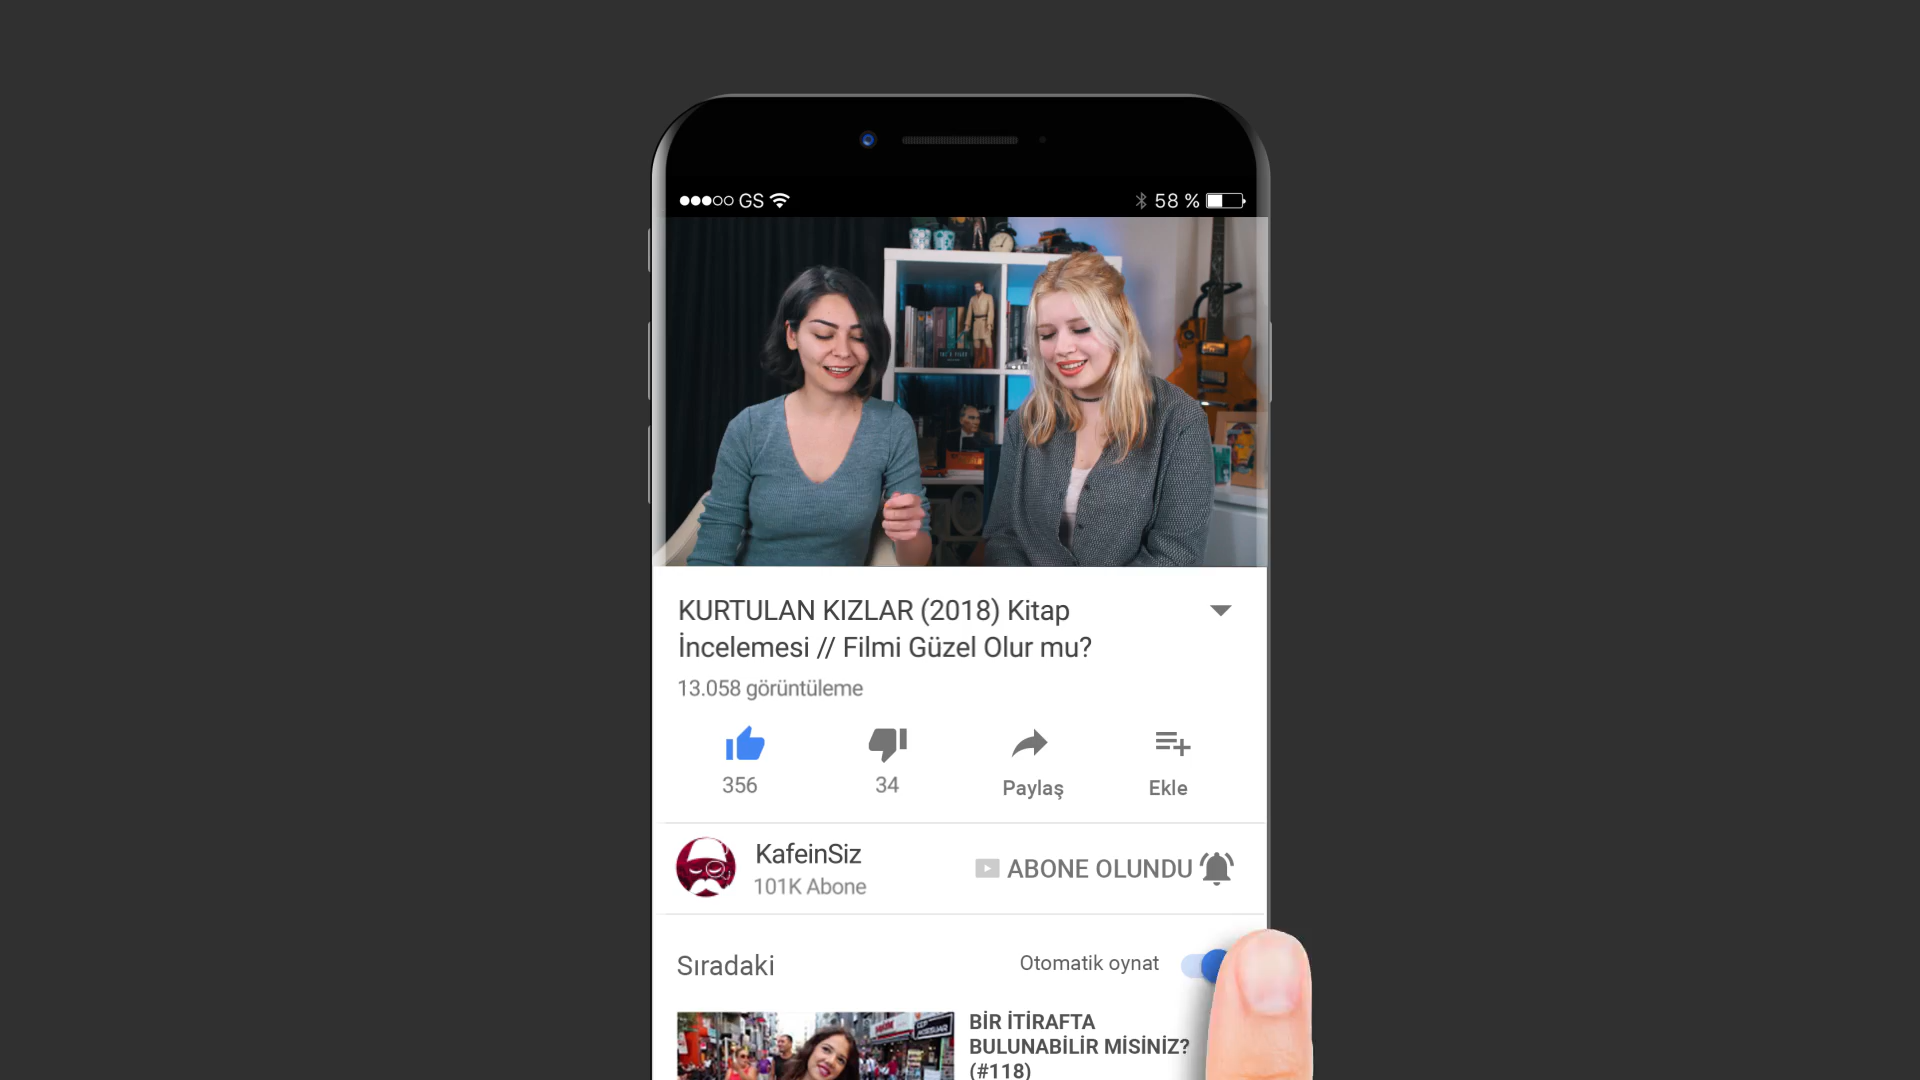 GS
58 %
KURTULAN KIZLAR (2018) Kitap
İncelemesi // Filmi Güzel Olur mu?
13.058 görüntüleme
356
34
Paylaş
Ekle
KafeinSiz
101K Abone
ABONE OLUNDU
Sıradaki
Otomatik oynat
BİR İTİRAFTA
BULUNABİLİR MİSİNİZ?
(#118)